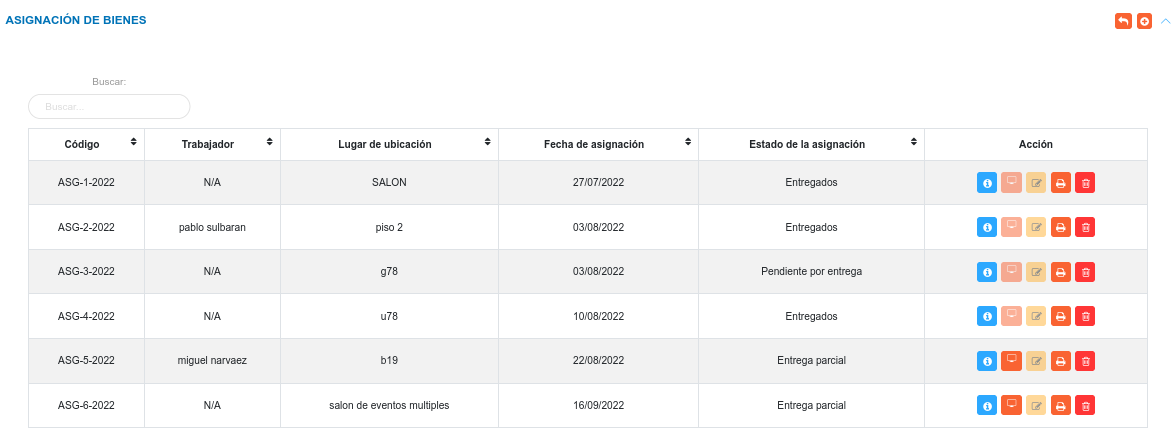 ASIGNACIÓN DE BIENES
Buscar:
Buscar...
Código Trabajador Lugar de ubicación Fecha de asignación Estado de la asignación Acción
ASG-1-2022 N/A SALON 27/07/2022 Entregados
ASG-2-2022 pablo sulbaran piso 2 03/08/2022 Entregados
ASG-3-2022 N/A g78 03/08/2022 Pendiente por entrega
ASG-4-2022 N/A u78 10/08/2022 Entregados
ASG-5-2022 miguel narvaez b19 22/08/2022 Entrega parcial
ASG-6-2022 N/A salon de eventos multiples 16/09/2022 Entrega parcial